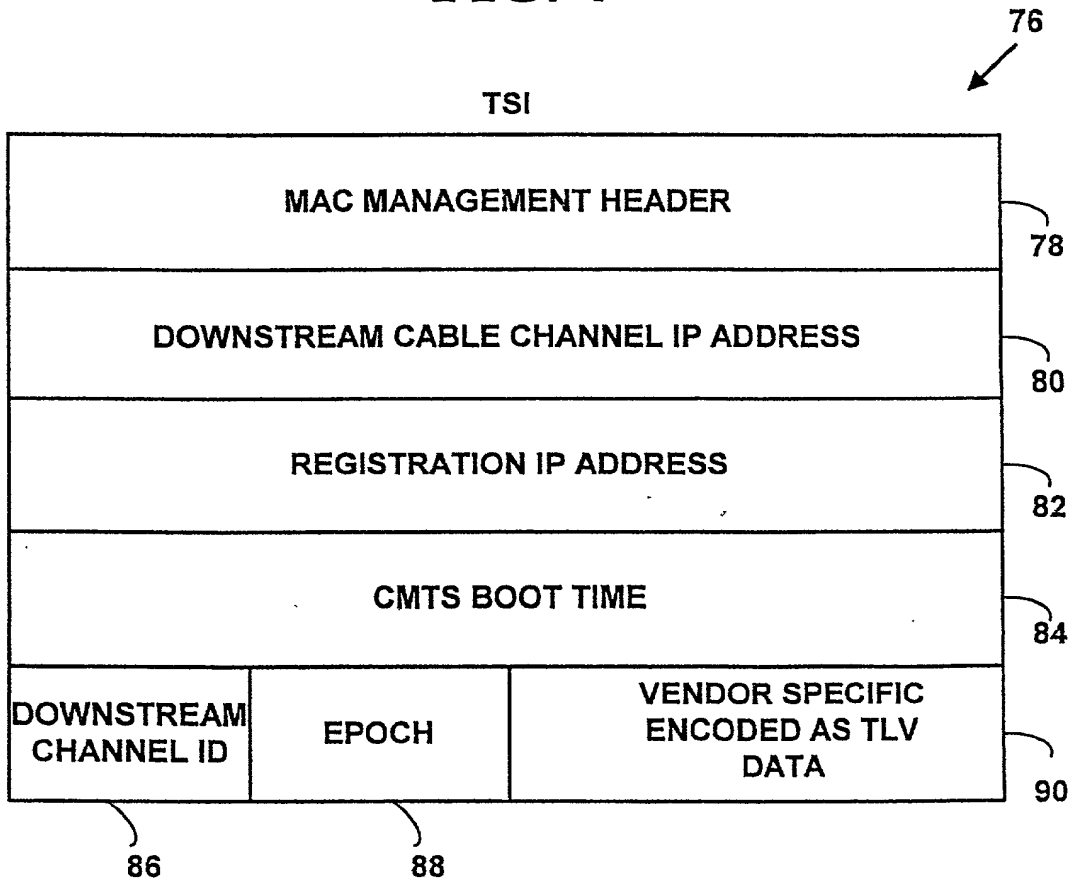 76
TSI
MAC MANAGEMENT HEADER
78
DOWNSTREAM CABLE CHANNEL IP ADDRESS
80
REGISTRATION IP ADDRESS
82
CMTS BOOT TIME
84
DOWNSTREAM
CHANNEL ID
EPOCH
VENDOR SPECIFIC
ENCODED AS TLV
DATA
90
86
88